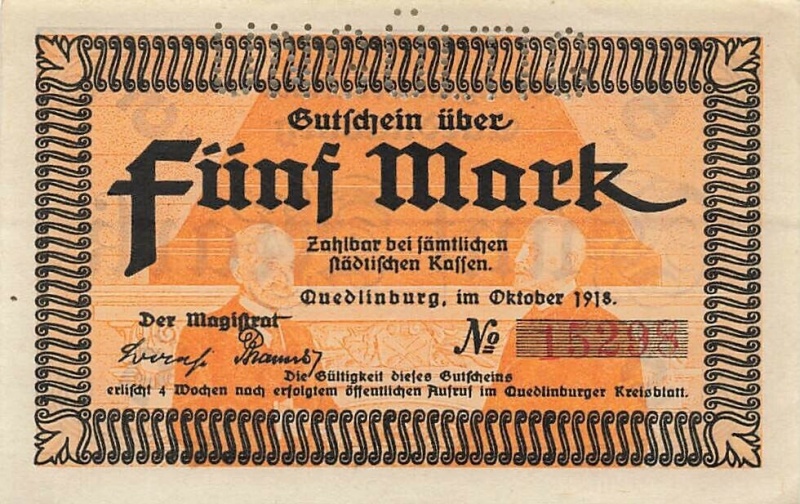 Gutschein über
Fünf Mark
Zahlbar bei sämtlichen
städtischen Kassen.
Quedlinburg, im Oktober 1918.
Der Magistrat
No 15298
Die Gültigkeit dieses Gutscheins
erlischt 4 Wochen nach erfolgtem öffentlichen Aufruf im Quedlinburger Kreisblatt.